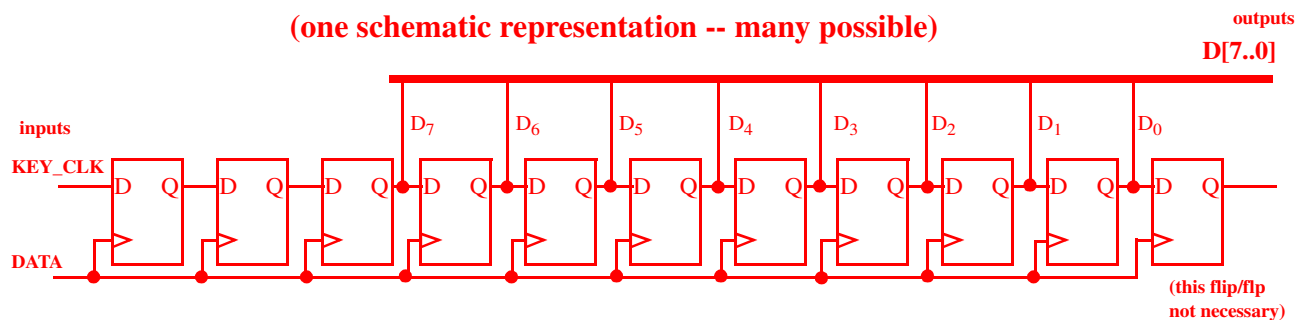 (one schematic representation -- many possible)
outputs
D[7..0]
inputs
D7 D6 D5 D4 D3 D2 D1 D0
KEY_CLK
D Q D Q D Q D Q D Q D Q D Q D Q D Q D Q D Q
DATA
(this flip/flp
not necessary)